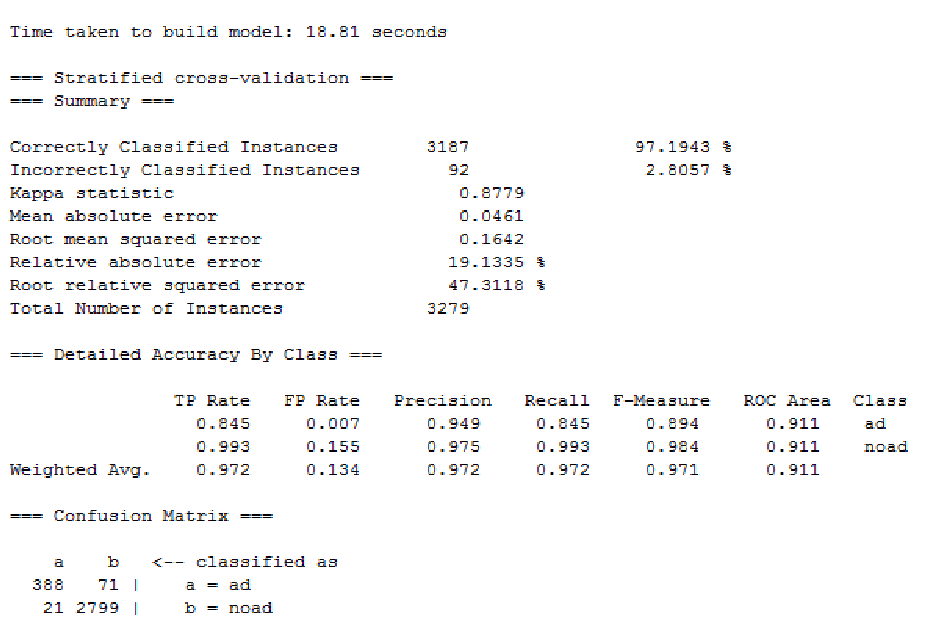 Time taken to build model: 18.81 seconds
=== Stratified cross-validation ===
=== Summary ===
Correctly Classified Instances 3187 97.1943 %
Incorrectly Classified Instances 92 2.8057 %
Kappa statistic 0.8779
Mean absolute error 0.0461
Root mean squared error 0.1642
Relative absolute error 19.1335 %
Root relative squared error 47.3118 %
Total Number of Instances 3279
=== Detailed Accuracy By Class ===
TP Rate FP Rate Precision Recall F-Measure ROC Area Class
0.845 0.007 0.949 0.845 0.894 0.911 ad
0.993 0.155 0.975 0.993 0.984 0.911 noad
Weighted Avg. 0.972 0.134 0.972 0.972 0.971 0.911
=== Confusion Matrix ===
a b <-- classified as
388 71 | a = ad
21 2799 | b = noad